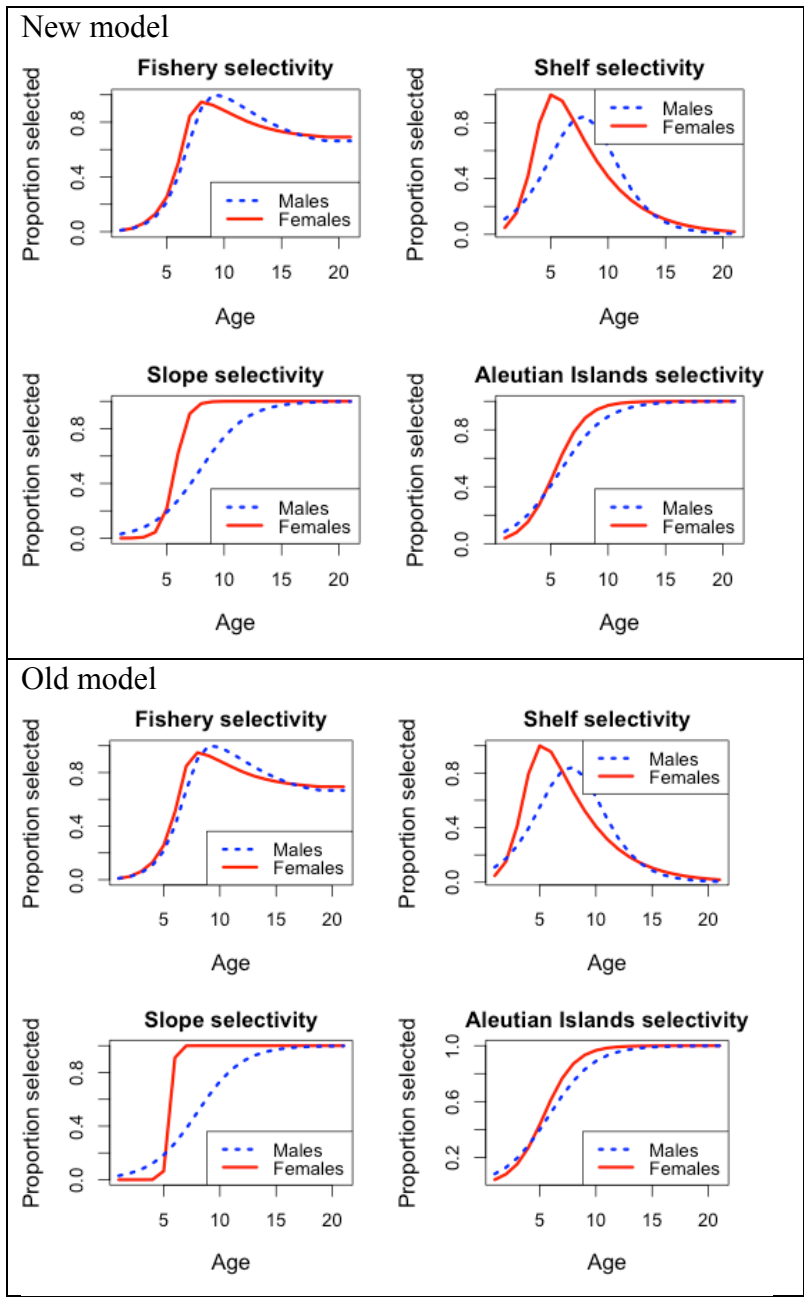 New model
Fishery selectivity
Proportion selected
0.0 0.4 0.8
Males
Females
5 10 15 20
Age
Shelf selectivity
Proportion selected
0.0 0.4 0.8
Males
Females
5 10 15 20
Age
Slope selectivity
Proportion selected
0.0 0.4 0.8
Males
Females
5 10 15 20
Age
Aleutian Islands selectivity
Proportion selected
0.0 0.4 0.8
Males
Females
5 10 15 20
Age
Old model
Fishery selectivity
Proportion selected
0.0 0.4 0.8
Males
Females
5 10 15 20
Age
Shelf selectivity
Proportion selected
0.0 0.4 0.8
Males
Females
5 10 15 20
Age
Slope selectivity
Proportion selected
0.0 0.4 0.8
Males
Females
5 10 15 20
Age
Aleutian Islands selectivity
Proportion selected
0.2 0.6 1.0
Males
Females
5 10 15 20
Age